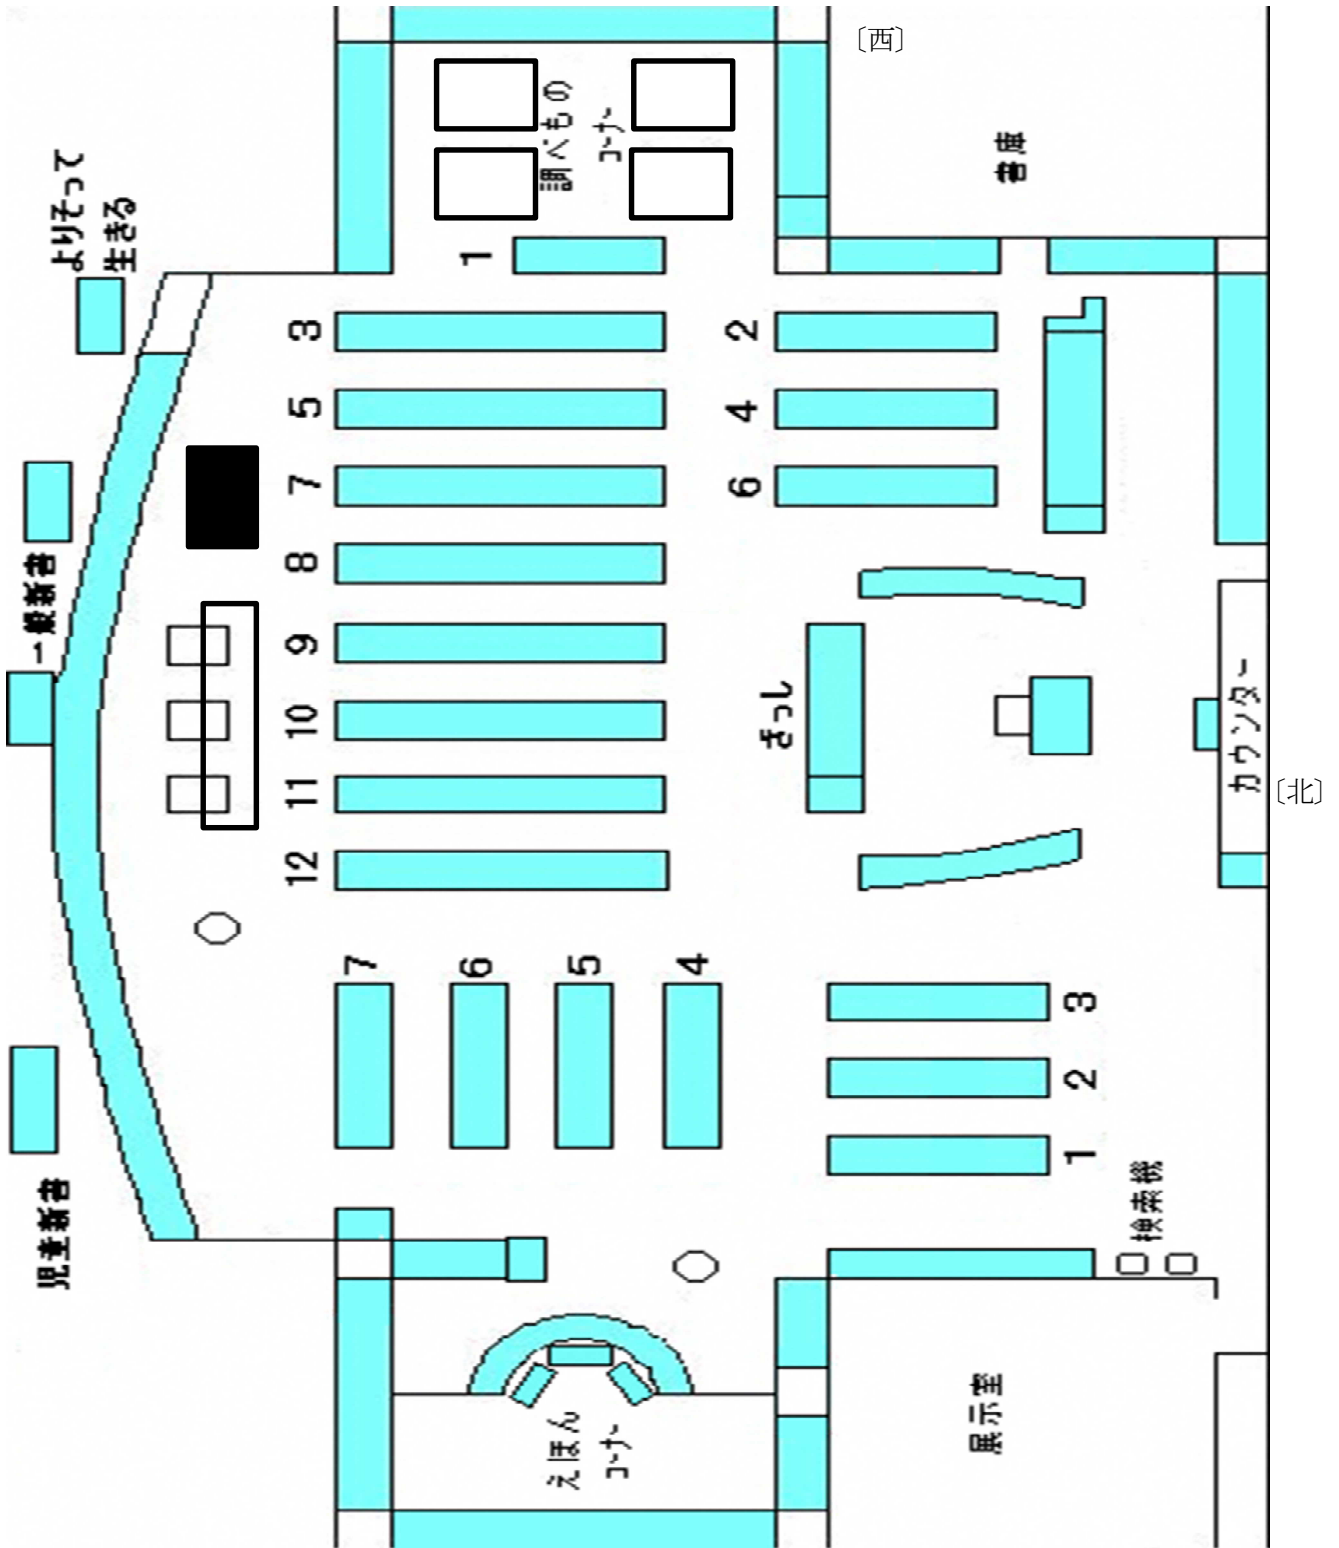 〔西〕
調べもの
コーナー
書庫
よりそって
生きる
1
3
2
5
4
7
6
8
一般新書
9
10
ざっし
11
カウンター
〔北〕
12
7
6
5
4
3
2
1
検索機
児童新書
展示室
えほん
コーナー